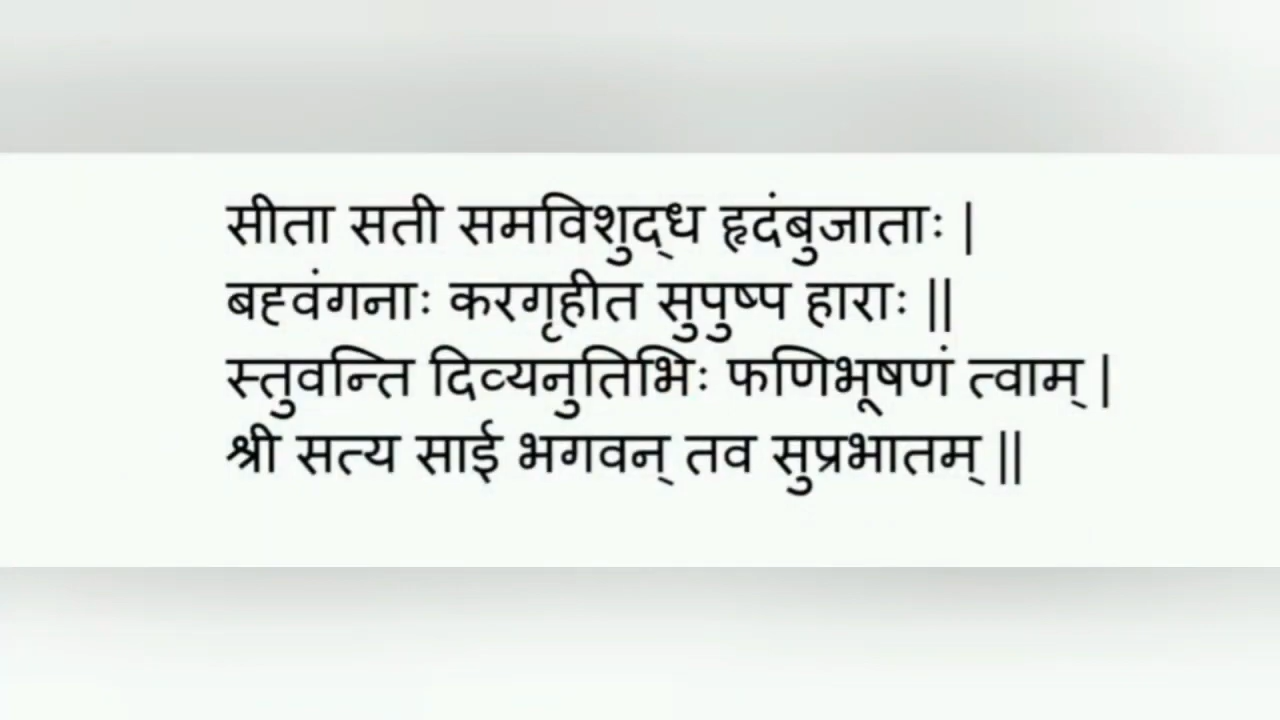 सीता सती समविशुद्ध हृदंबुजाताः |
बह्वंगनाः करगृहीत सुपुष्प हाराः ||
स्तुवन्ति दिव्यनुतिभिः फणिभूषणं त्वाम् |
श्री सत्य साई भगवन् तव सुप्रभातम् ||